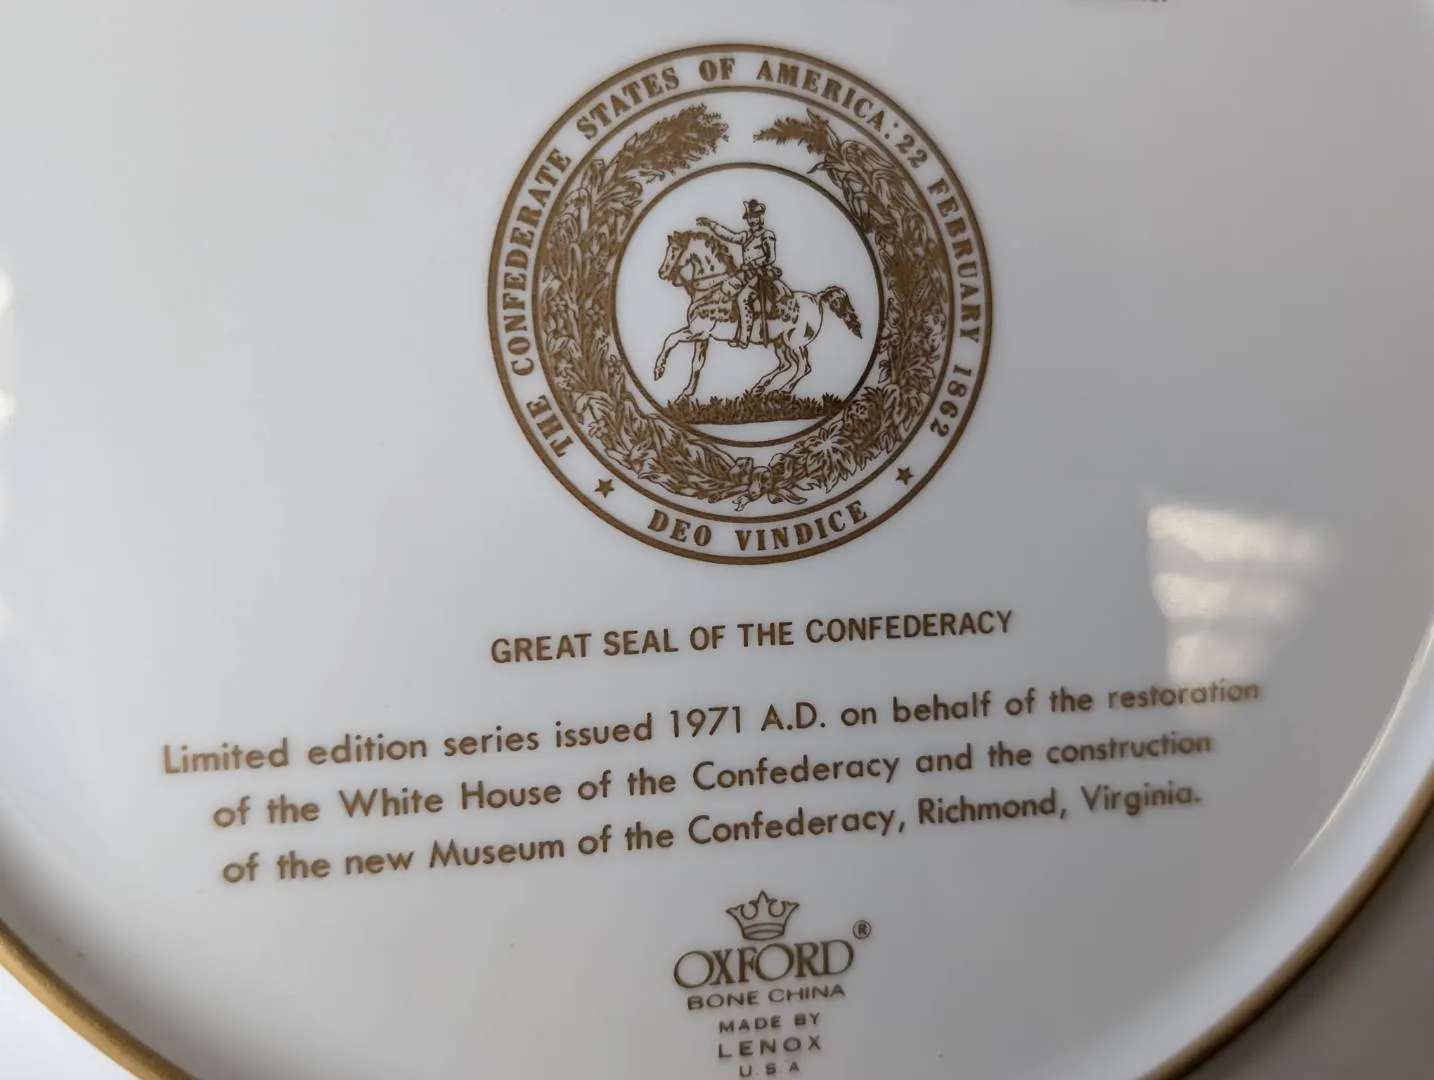 THE CONFEDERATE STATES OF AMERICA: 22 FEBRUARY 1862
DEO VINDICE
GREAT SEAL OF THE CONFEDERACY
Limited edition series issued 1971 A.D. on behalf of the restoration
of the White House of the Confederacy and the construction
of the new Museum of the Confederacy, Richmond, Virginia.
OXFORD®
BONE CHINA
MADE BY
LENOX
U.S.A